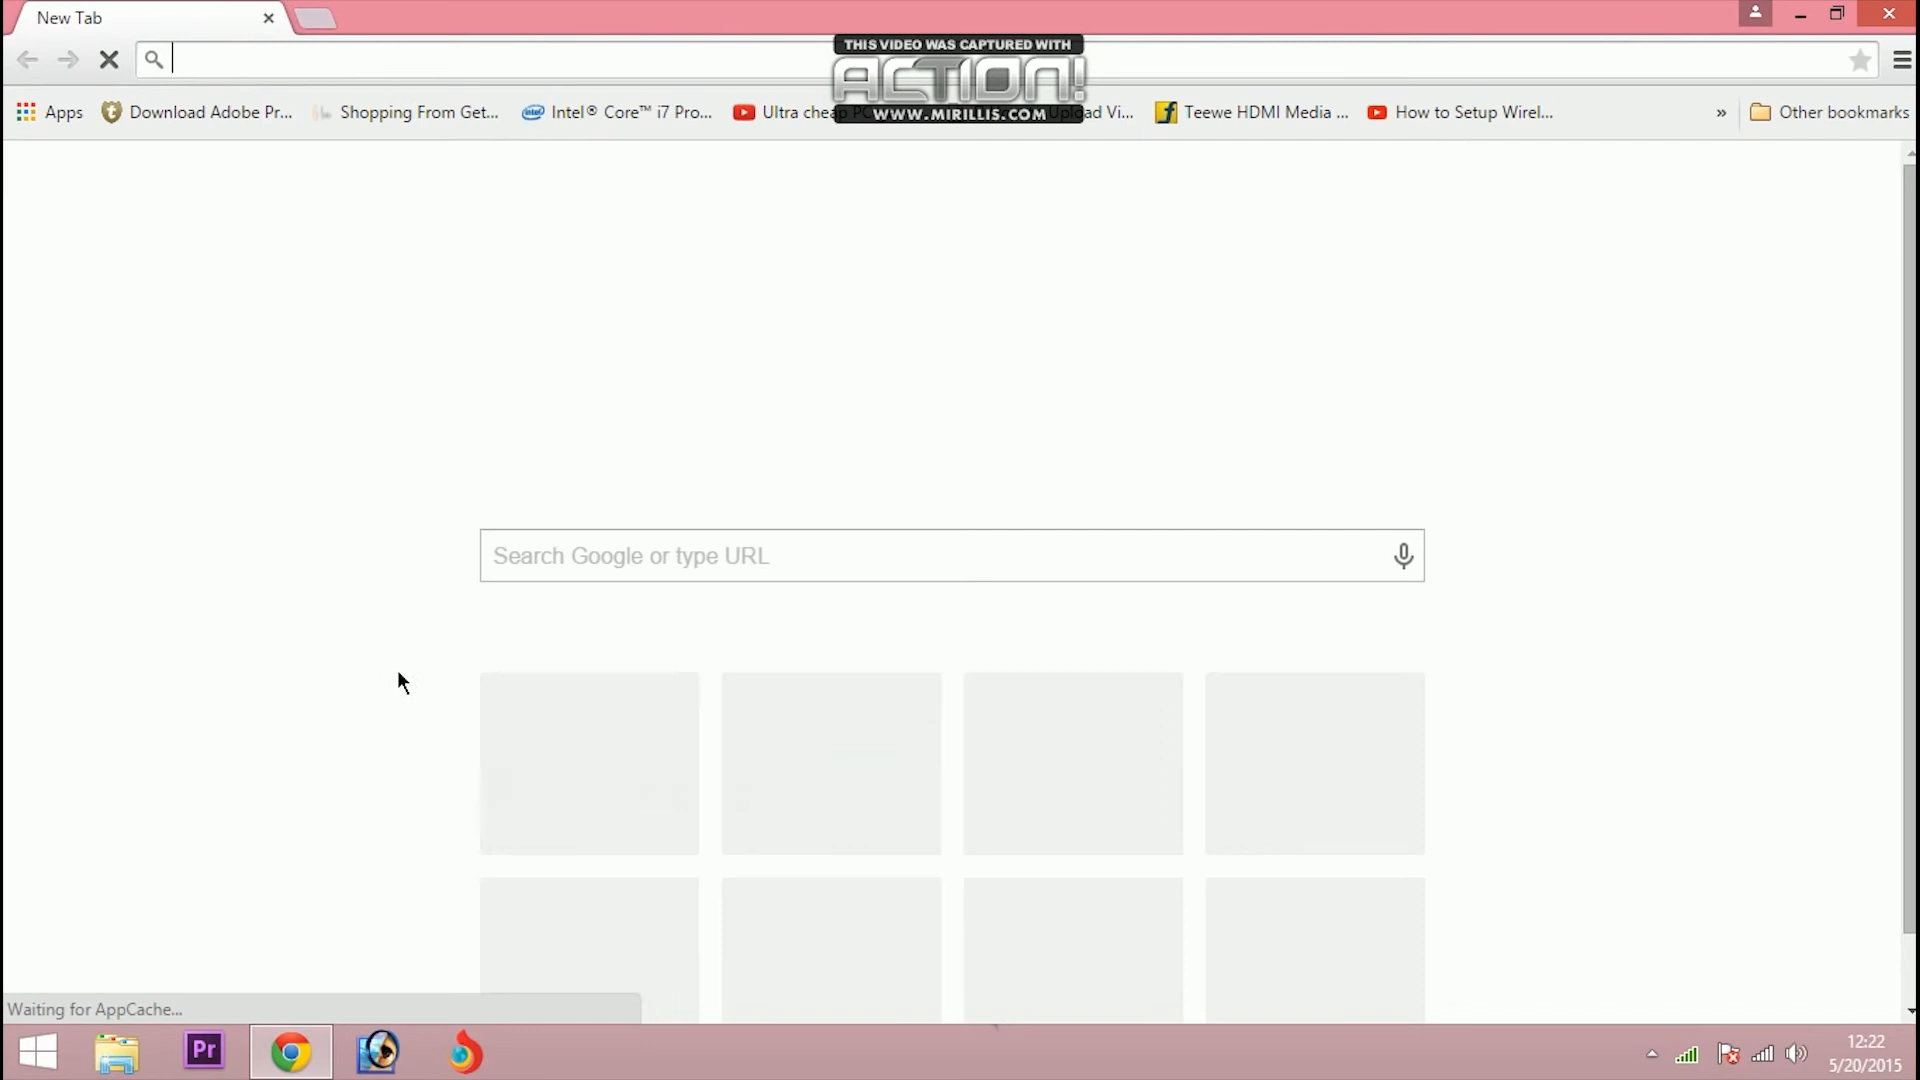 New Tab
THIS VIDEO WAS CAPTURED WITH
ACTION!
WWW.MIRILLIS.COM
Apps
Download Adobe Pr...
Shopping From Get...
Intel® Core™ i7 Pro...
Ultra cheap
pload Vi...
Teewe HDMI Media ...
How to Setup Wirel...
»
Other bookmarks
Search Google or type URL
Waiting for AppCache...
Pr
12:22
5/20/2015